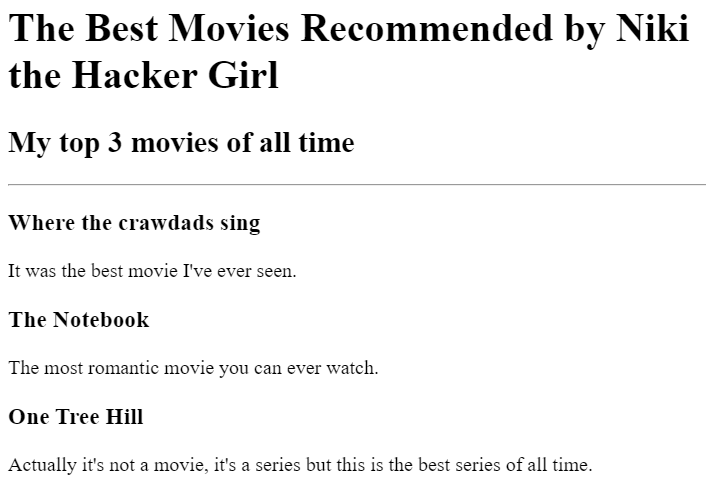 The Best Movies Recommended by Niki
the Hacker Girl
My top 3 movies of all time
Where the crawdads sing
It was the best movie I've ever seen.
The Notebook
The most romantic movie you can ever watch.
One Tree Hill
Actually it's not a movie, it's a series but this is the best series of all time.